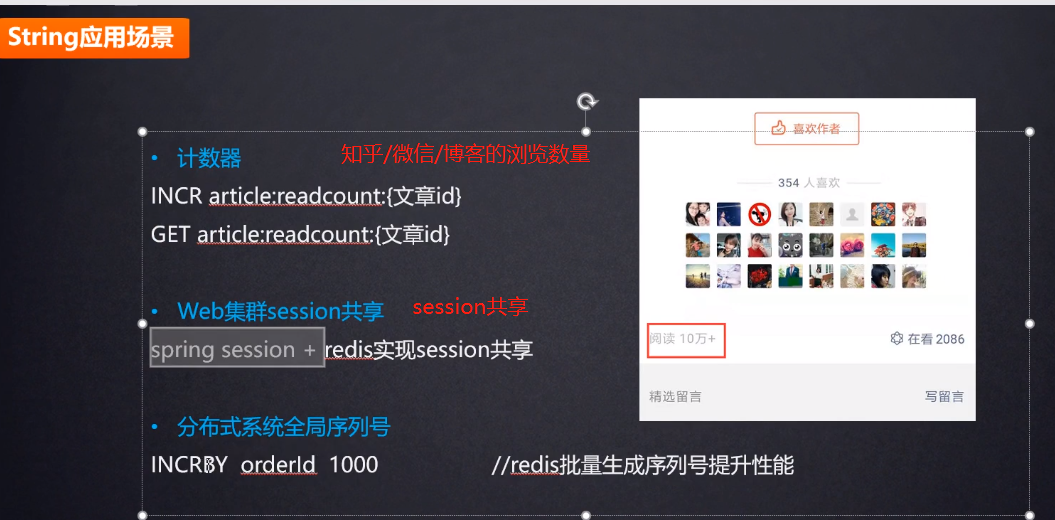 String应用场景
• 计数器
知乎/微信/博客的浏览数量
INCR article:readcount:{文章id}
GET article:readcount:{文章id}
• Web集群session共享
session共享
spring session + redis实现session共享
• 分布式系统全局序列号
INCRBY orderId 1000 //redis批量生成序列号提升性能
喜欢作者
354 人喜欢
阅读 10万+
在看 2086
精选留言
写留言